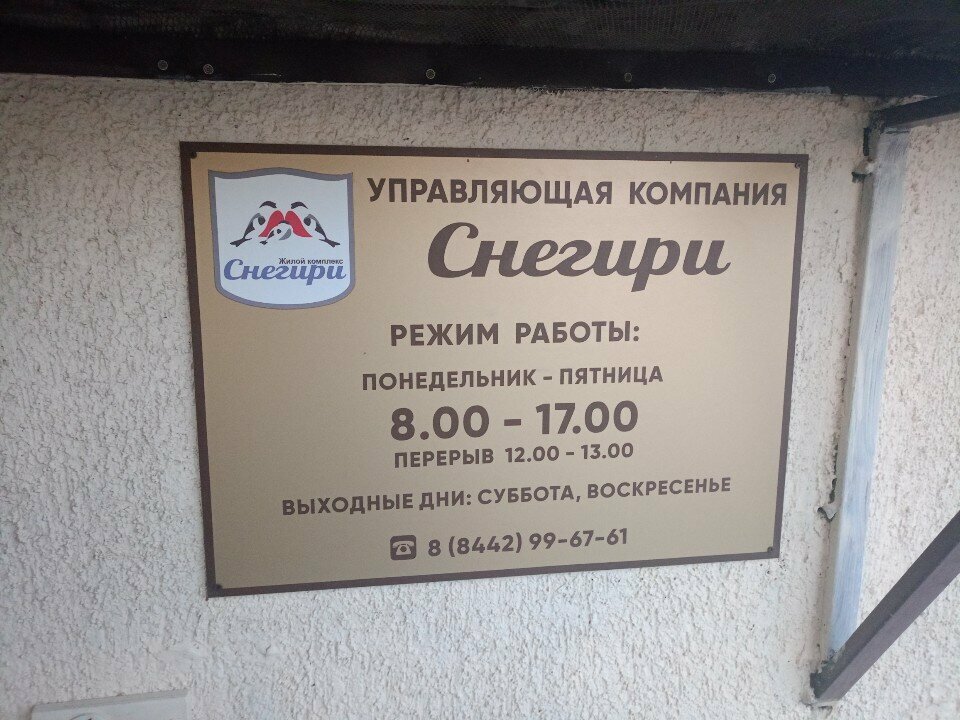 УПРАВЛЯЮЩАЯ КОМПАНИЯ
Снегири
Жилой комплекс
Снегири
РЕЖИМ РАБОТЫ:
ПОНЕДЕЛЬНИК - ПЯТНИЦА
8.00 - 17.00
ПЕРЕРЫВ 12.00 - 13.00
ВЫХОДНЫЕ ДНИ: СУББОТА, ВОСКРЕСЕНЬЕ
8 (8442) 99-67-61